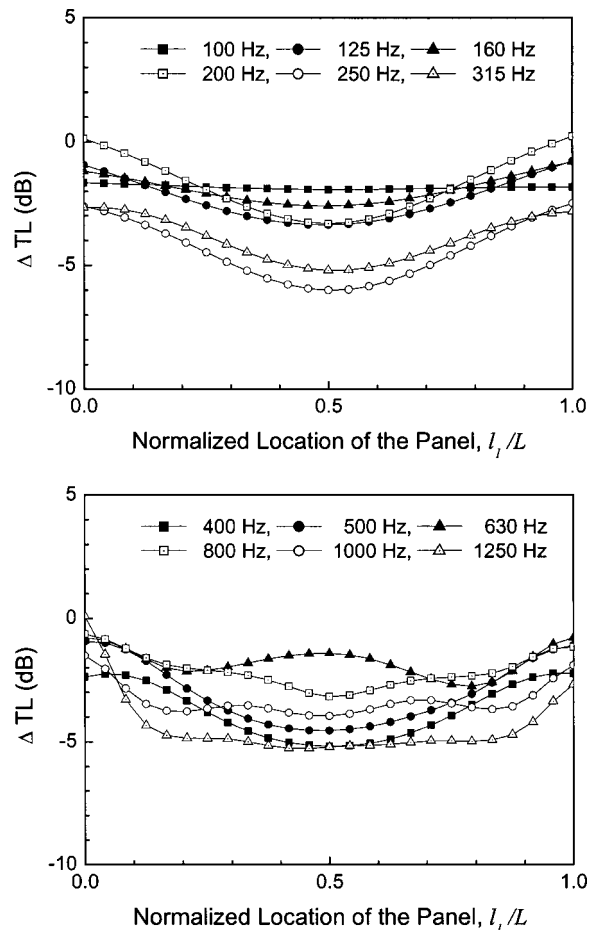 5
100 Hz, 125 Hz, 160 Hz
200 Hz, 250 Hz, 315 Hz
0
Δ TL (dB)
-5
-10
0.0 0.5 1.0
Normalized Location of the Panel, l₁/L
5
400 Hz, 500 Hz, 630 Hz
800 Hz, 1000 Hz, 1250 Hz
0
Δ TL (dB)
-5
-10
0.0 0.5 1.0
Normalized Location of the Panel, l₁/L